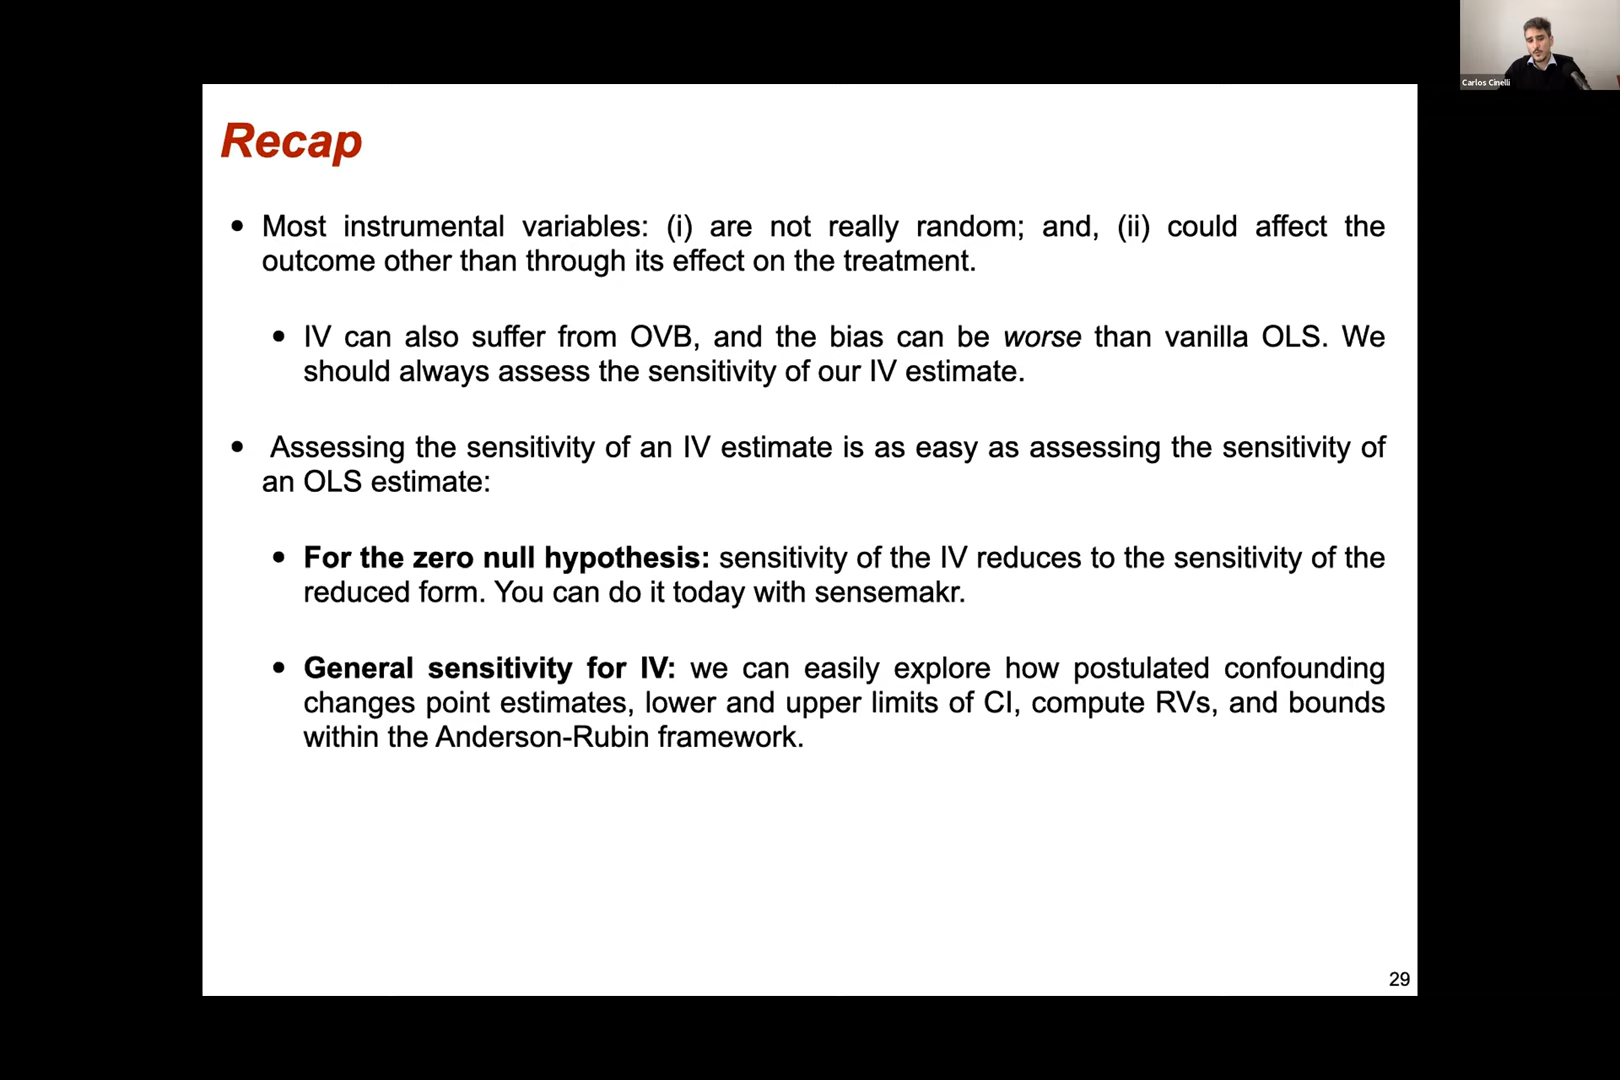 Carlos Cinelli
Recap
• Most instrumental variables: (i) are not really random; and, (ii) could affect the
outcome other than through its effect on the treatment.
• IV can also suffer from OVB, and the bias can be worse than vanilla OLS. We
should always assess the sensitivity of our IV estimate.
• Assessing the sensitivity of an IV estimate is as easy as assessing the sensitivity of
an OLS estimate:
• For the zero null hypothesis: sensitivity of the IV reduces to the sensitivity of the
reduced form. You can do it today with sensemakr.
• General sensitivity for IV: we can easily explore how postulated confounding
changes point estimates, lower and upper limits of CI, compute RVs, and bounds
within the Anderson-Rubin framework.
29